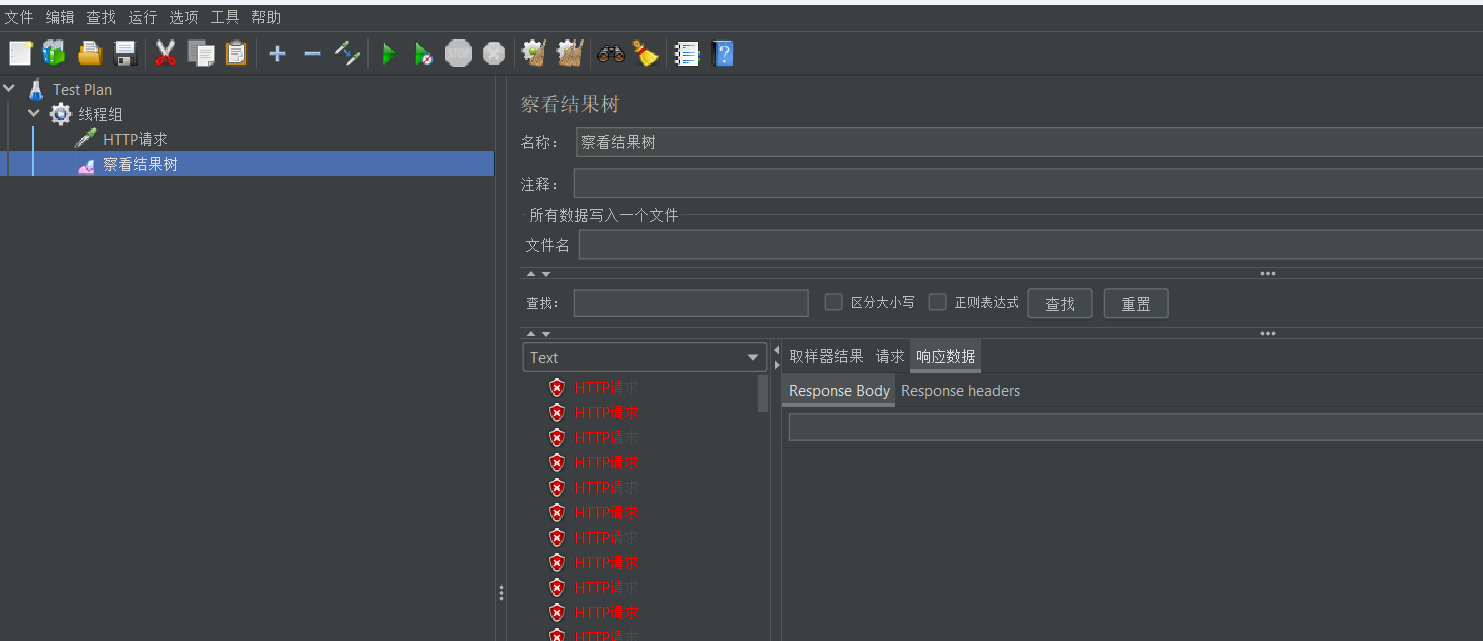 文件 编辑 查找 运行 选项 工具 帮助
STOP
Test Plan
线程组
HTTP请求
察看结果树
察看结果树
名称： 察看结果树
注释：
所有数据写入一个文件
文件名
查找： 区分大小写 正则表达式 查找 重置
Text
取样器结果 请求 响应数据
Response Body Response headers
HTTP请求
HTTP请求
HTTP请求
HTTP请求
HTTP请求
HTTP请求
HTTP请求
HTTP请求
HTTP请求
HTTP请求
HTTP请求